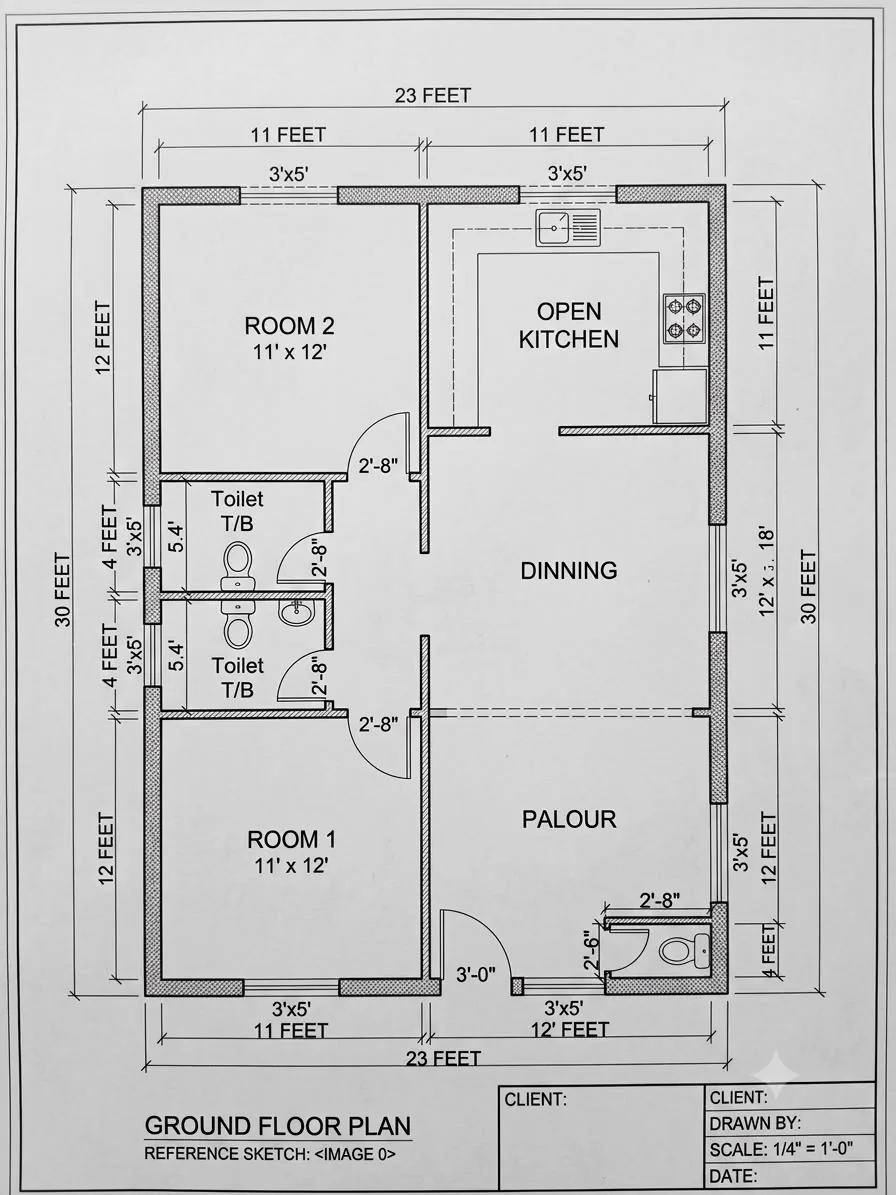 23 FEET
11 FEET
11 FEET
3'x5'
3'x5'
12 FEET
11 FEET
ROOM 2
11' x 12'
OPEN
KITCHEN
2'-8"
Toilet
T/B
4 FEET
3'x5'
5.4'
2'-8"
DINNING
3'x5'
30 FEET
30 FEET
4 FEET
3'x5'
5.4'
Toilet
T/B
2'-8"
2'-8"
PALOUR
ROOM 1
11' x 12'
12 FEET
3'x5'
12 FEET
2'-8"
2'-6"
4 FEET
3'-0"
3'x5'
3'x5'
11 FEET
12' FEET
23 FEET
GROUND FLOOR PLAN
REFERENCE SKETCH: <IMAGE 0>
CLIENT:
CLIENT:
DRAWN BY:
SCALE: 1/4" = 1'-0"
DATE: